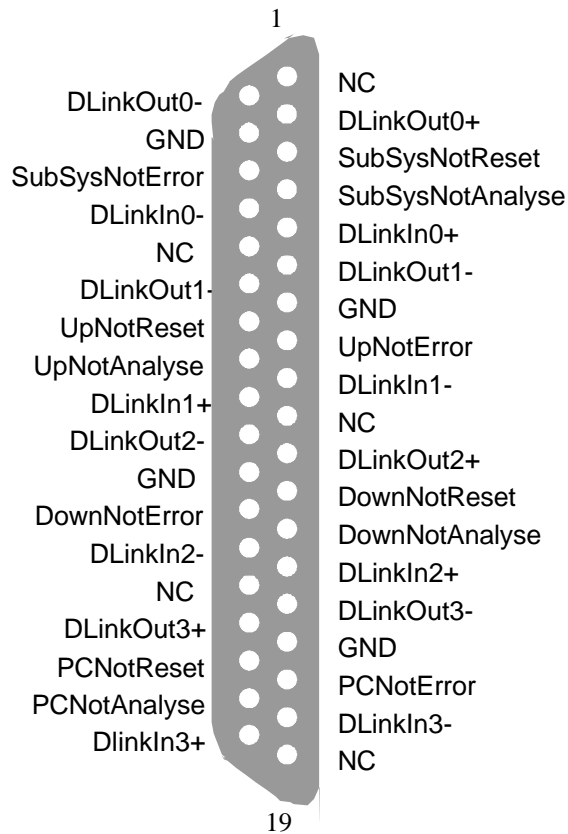 1
NC
DLinkOut0-
DLinkOut0+
GND
SubSysNotReset
SubSysNotError
SubSysNotAnalyse
DLinkIn0-
DLinkIn0+
NC
DLinkOut1-
DLinkOut1-
GND
UpNotReset
UpNotError
UpNotAnalyse
DLinkIn1-
DLinkIn1+
NC
DLinkOut2-
DLinkOut2+
GND
DownNotReset
DownNotError
DownNotAnalyse
DLinkIn2-
DLinkIn2+
NC
DLinkOut3-
DLinkOut3+
GND
PCNotReset
PCNotError
PCNotAnalyse
DLinkIn3-
DlinkIn3+
NC
19